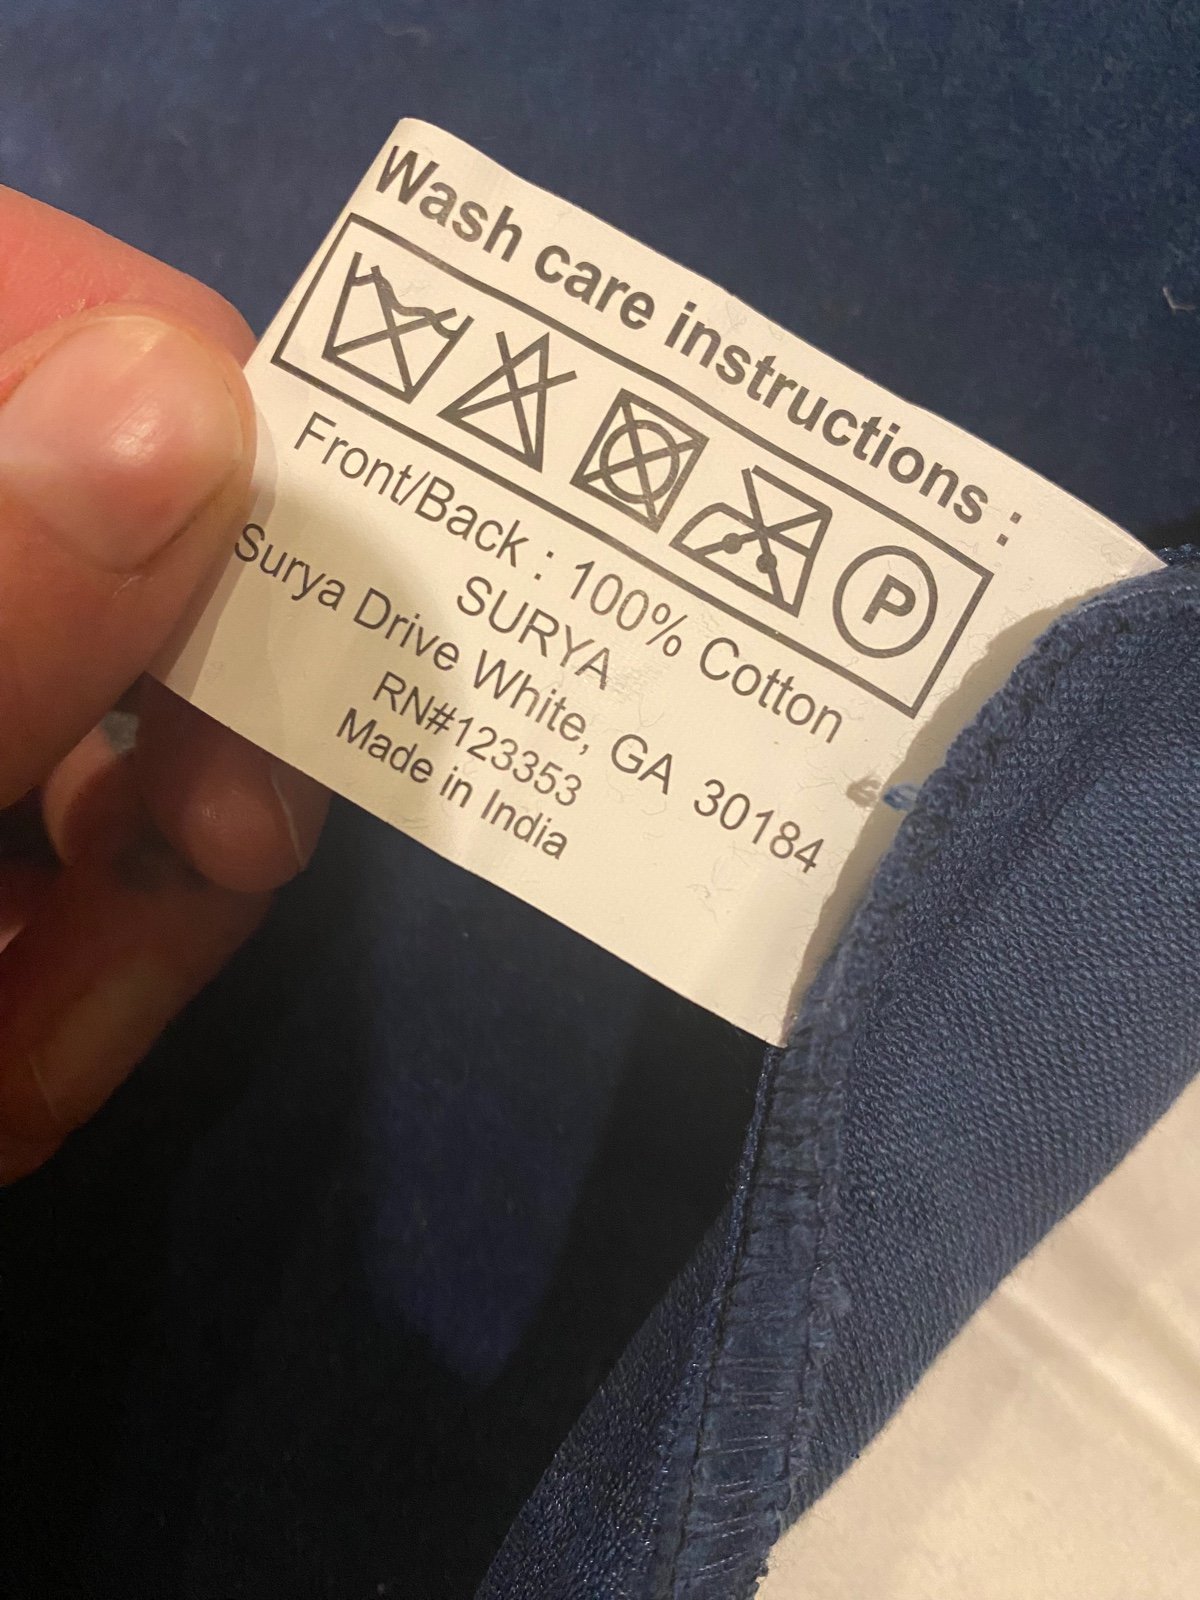 Wash care instructions :
P
Front/Back : 100% Cotton
SURYA
Surya Drive White, GA 30184
RN#123353
Made in India